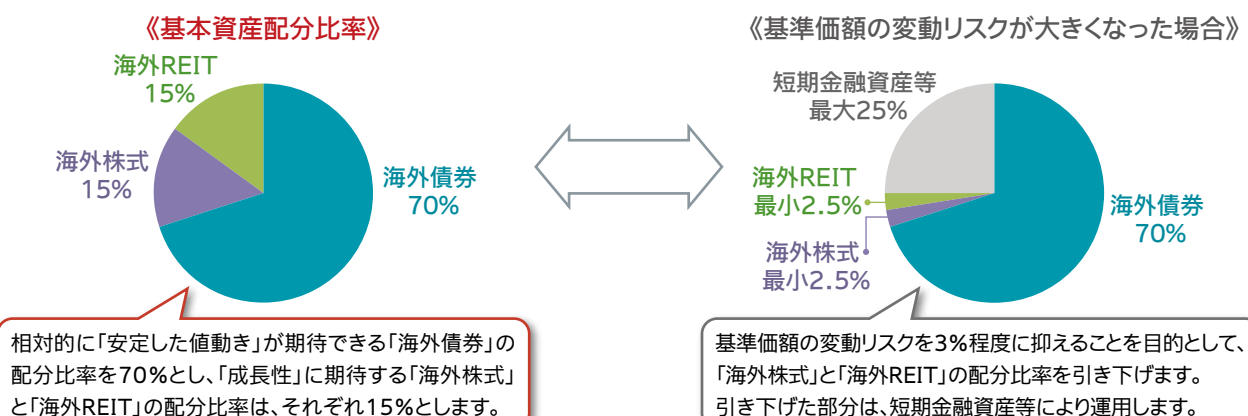 《基本資産配分比率》
海外REIT
15%
海外株式
15%
海外債券
70%
相対的に「安定した値動き」が期待できる「海外債券」の
配分比率を70%とし、「成長性」に期待する「海外株式」
と「海外REIT」の配分比率は、それぞれ15%とします。
《基準価額の変動リスクが大きくなった場合》
短期金融資産等
最大25%
海外REIT
最小2.5%
海外株式
最小2.5%
海外債券
70%
基準価額の変動リスクを3%程度に抑えることを目的として、
「海外株式」と「海外REIT」の配分比率を引き下げます。
引き下げた部分は、短期金融資産等により運用します。